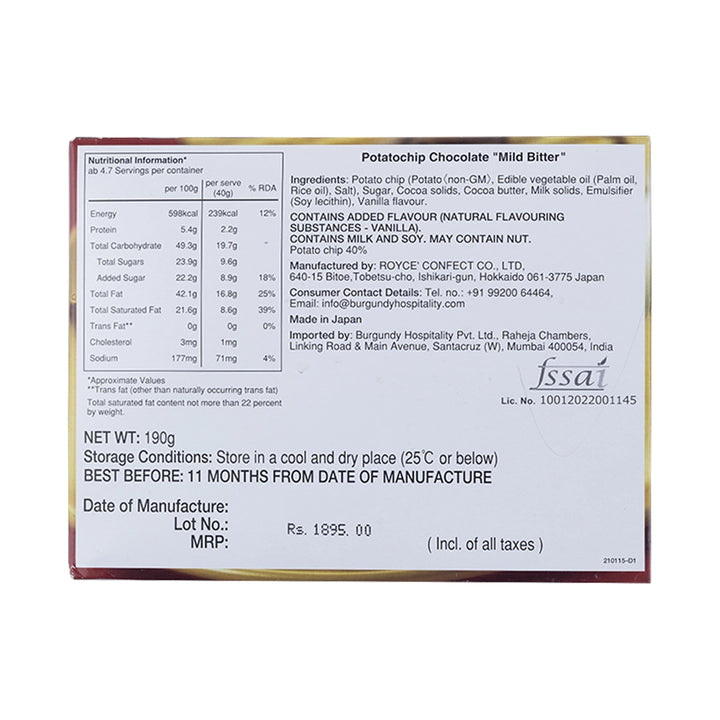 Nutritional Information*
ab 4.7 Servings per container
per 100g per serve (40g) % RDA
Energy 598kcal 239kcal 12%
Protein 5.4g 2.2g
Total Carbohydrate 49.3g 19.7g -
Total Sugars 23.9g 9.6g
Added Sugar 22.2g 8.9g 18%
Total Fat 42.1g 16.8g 25%
Total Saturated Fat 21.6g 8.6g 39%
Trans Fat** 0g 0g 0%
Cholesterol 3mg 1mg
Sodium 177mg 71mg 4%
*Approximate Values
**Trans fat (other than naturally occurring trans fat)
Total saturated fat content not more than 22 percent
by weight.
Potatochip Chocolate "Mild Bitter"
Ingredients: Potato chip (Potato(non-GM), Edible vegetable oil (Palm oil,
Rice oil), Salt), Sugar, Cocoa solids, Cocoa butter, Milk solids, Emulsifier
(Soy lecithin), Vanilla flavour.
CONTAINS ADDED FLAVOUR (NATURAL FLAVOURING
SUBSTANCES - VANILLA).
CONTAINS MILK AND SOY. MAY CONTAIN NUT.
Potato chip 40%
Manufactured by: ROYCE' CONFECT CO., LTD,
640-15 Bitoe,Tobetsu-cho, Ishikari-gun, Hokkaido 061-3775 Japan
Consumer Contact Details: Tel. no.: +91 99200 64464,
Email: info@burgundyhospitality.com
Made in Japan
Imported by: Burgundy Hospitality Pvt. Ltd., Raheja Chambers,
Linking Road & Main Avenue, Santacruz (W), Mumbai 400054, India
fssai
Lic. No. 10012022001145
NET WT: 190g
Storage Conditions: Store in a cool and dry place (25℃ or below)
BEST BEFORE: 11 MONTHS FROM DATE OF MANUFACTURE
Date of Manufacture:
Lot No.:
MRP: Rs. 1895. 00 ( Incl. of all taxes )
210115-D1